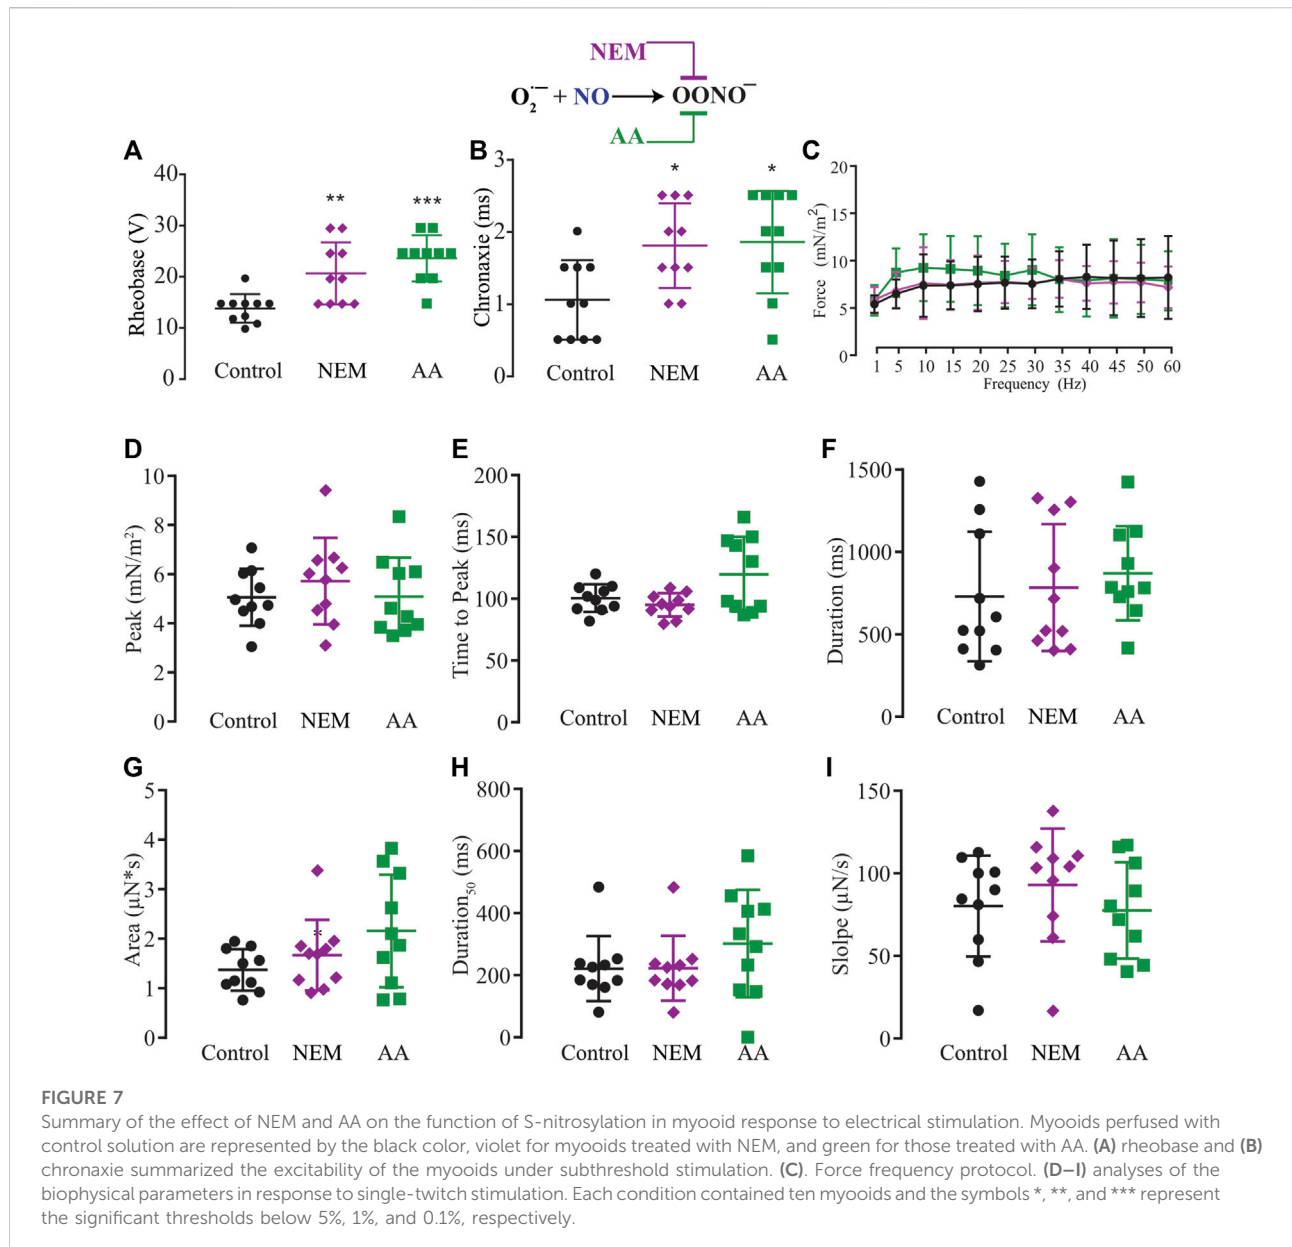 NEM
O₂·− + NO → OONO−
AA
A
Rheobase (V)
40
30
20
10
0
**
***
Control NEM AA
B
Chronaxie (ms)
3
2
1
0
*
*
Control NEM AA
C
Force (mN/m²)
20
15
10
5
0
1 5 10 15 20 25 30 35 40 45 50 60
Frequency (Hz)
D
Peak (mN/m²)
10
8
6
4
2
0
Control NEM AA
E
Time to Peak (ms)
200
150
100
50
0
Control NEM AA
F
Duration (ms)
1500
1000
500
0
Control NEM AA
G
Area (µN*s)
5
4
3
2
1
0
*
Control NEM AA
H
Duration₅₀ (ms)
800
600
400
200
0
Control NEM AA
I
Slolpe (µN/s)
150
100
50
0
Control NEM AA
FIGURE 7
Summary of the effect of NEM and AA on the function of S-nitrosylation in myooid response to electrical stimulation. Myooids perfused with
control solution are represented by the black color, violet for myooids treated with NEM, and green for those treated with AA. (A) rheobase and (B)
chronaxie summarized the excitability of the myooids under subthreshold stimulation. (C). Force frequency protocol. (D–I) analyses of the
biophysical parameters in response to single-twitch stimulation. Each condition contained ten myooids and the symbols *, **, and *** represent
the significant thresholds below 5%, 1%, and 0.1%, respectively.